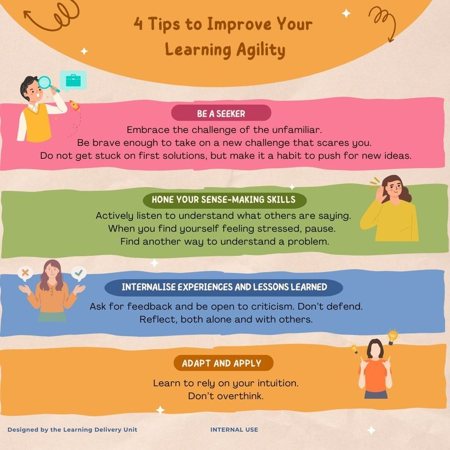 4 Tips to Improve Your
Learning Agility
BE A SEEKER
Embrace the challenge of the unfamiliar.
Be brave enough to take on a new challenge that scares you.
Do not get stuck on first solutions, but make it a habit to push for new ideas.
HONE YOUR SENSE-MAKING SKILLS
Actively listen to understand what others are saying.
When you find yourself feeling stressed, pause.
Find another way to understand a problem.
INTERNALISE EXPERIENCES AND LESSONS LEARNED
Ask for feedback and be open to criticism. Don't defend.
Reflect, both alone and with others.
ADAPT AND APPLY
Learn to rely on your intuition.
Don't overthink.
Designed by the Learning Delivery Unit
INTERNAL USE